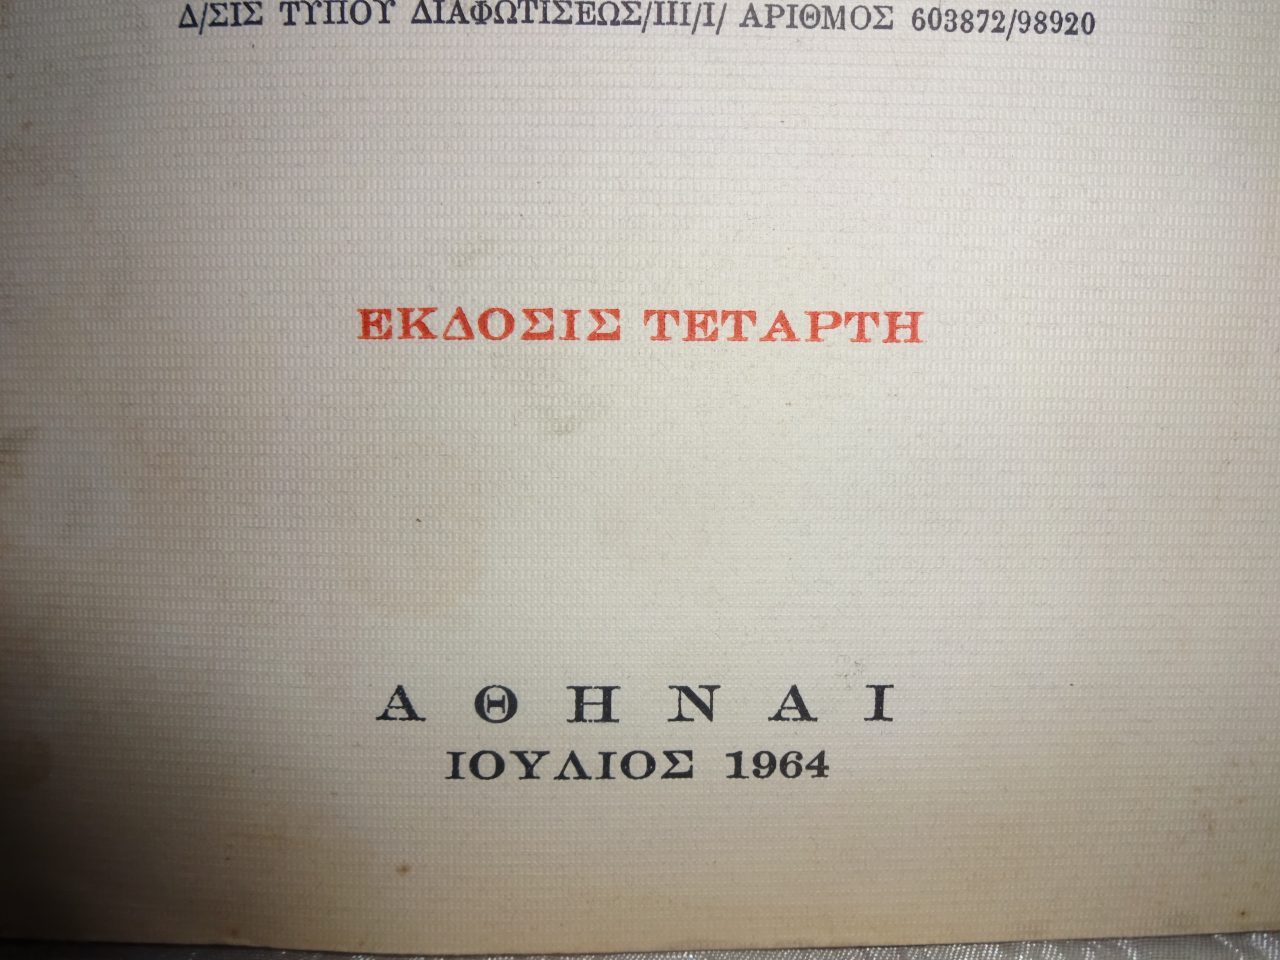 Δ/ΣΙΣ ΤΥΠΟΥ ΔΙΑΦΩΤΙΣΕΩΣ/ΙΙΙ/Ι/ ΑΡΙΘΜΟΣ 603872/98920
ΕΚΔΟΣΙΣ ΤΕΤΑΡΤΗ
ΑΘΗΝΑΙ
ΙΟΥΛΙΟΣ 1964